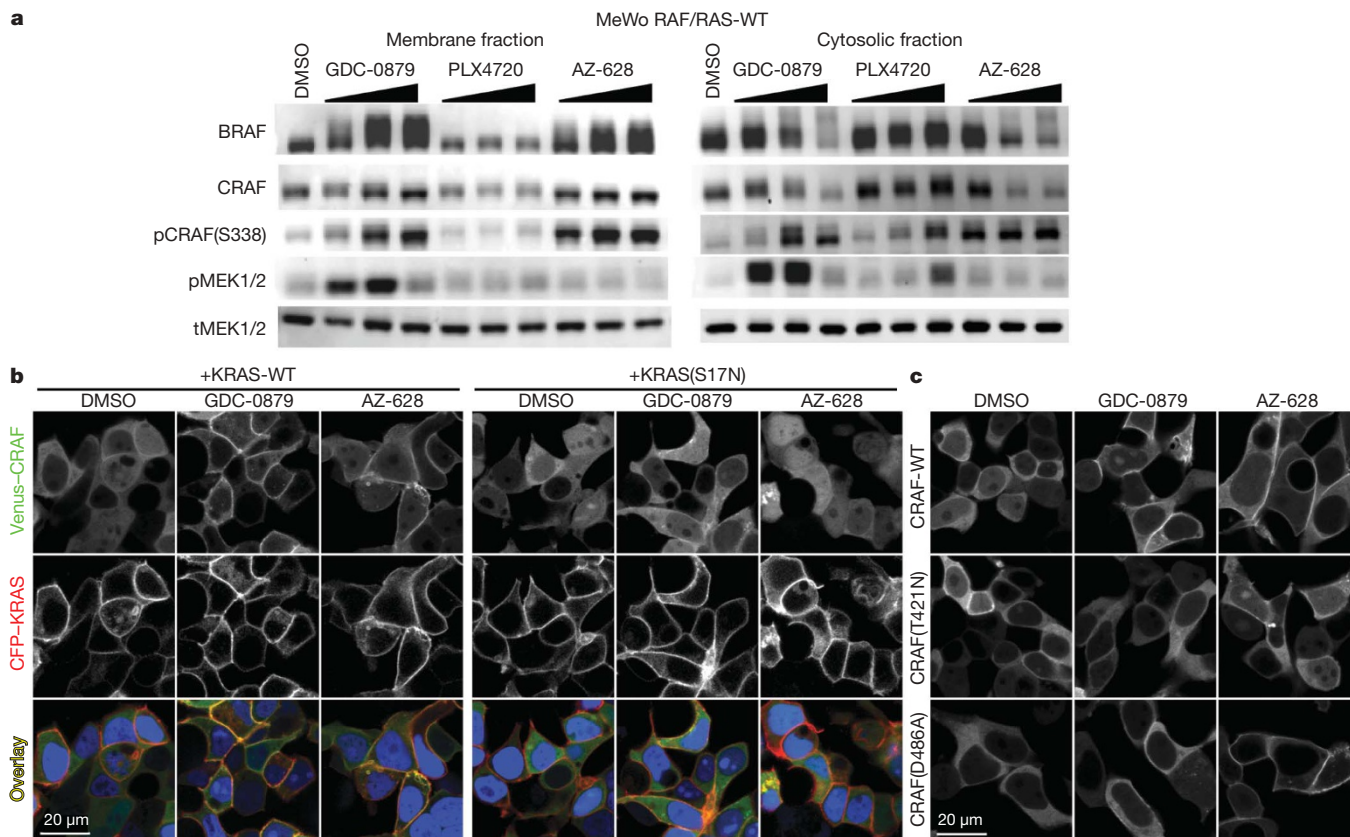 a
MeWo RAF/RAS-WT
Membrane fraction
Cytosolic fraction
DMSO
GDC-0879
PLX4720
AZ-628
DMSO
GDC-0879
PLX4720
AZ-628
BRAF
CRAF
pCRAF(S338)
pMEK1/2
tMEK1/2
b
+KRAS-WT
+KRAS(S17N)
DMSO
GDC-0879
AZ-628
DMSO
GDC-0879
AZ-628
Venus–CRAF
CFP–KRAS
Overlay
20 µm
c
DMSO
GDC-0879
AZ-628
CRAF-WT
CRAF(T421N)
CRAF(D486A)
20 µm